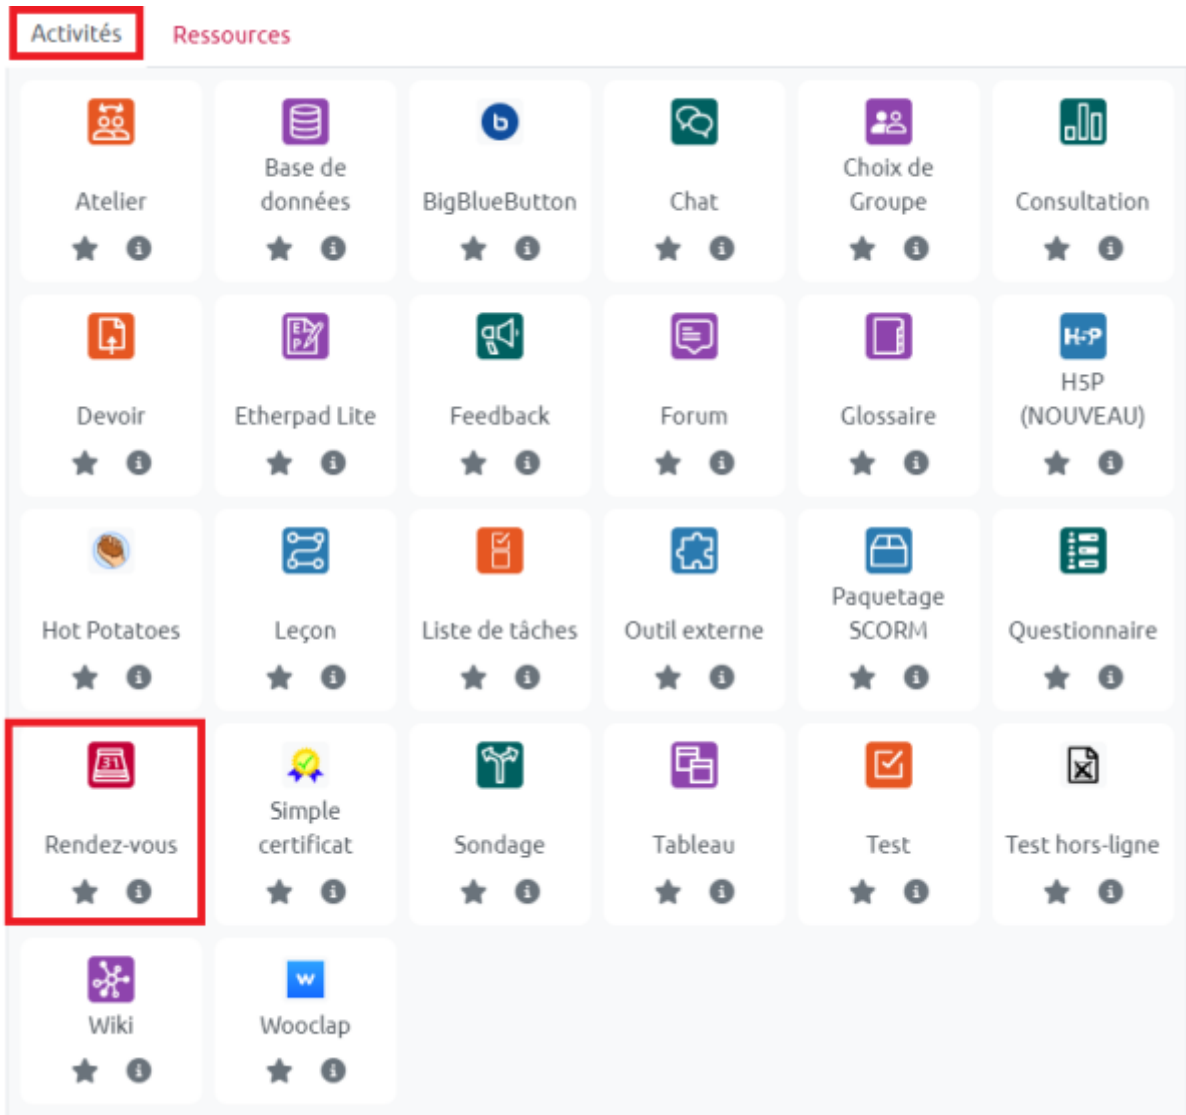 Activités
Ressources
Atelier
Base de
données
BigBlueButton
Chat
Choix de
Groupe
Consultation
Devoir
Etherpad Lite
Feedback
Forum
Glossaire
H5P
H5P
(NOUVEAU)
Hot Potatoes
Leçon
Liste de tâches
Outil externe
Paquetage
SCORM
Questionnaire
31
Rendez-vous
Simple
certificat
Sondage
Tableau
Test
Test hors-ligne
Wiki
w
Wooclap